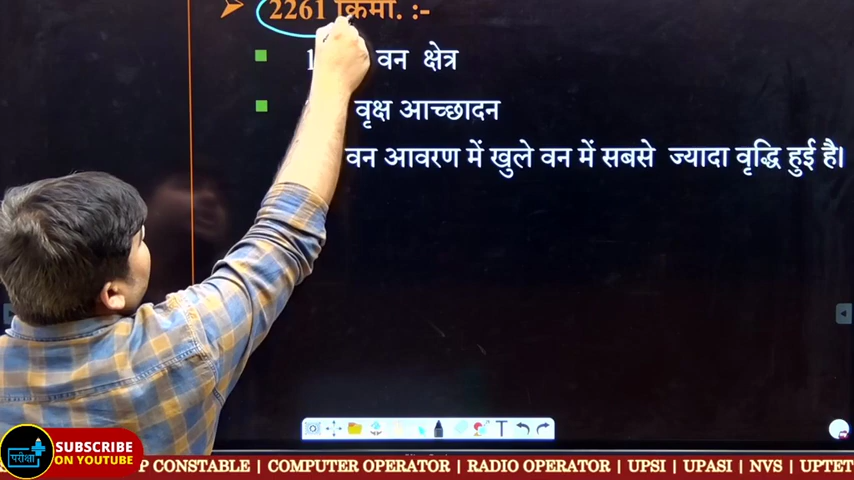 2261 किमी. :-
वन क्षेत्र
वृक्ष आच्छादन
वन आवरण में खुले वन में सबसे ज्यादा वृद्धि हुई है।
T
परीक्षा
SUBSCRIBE
ON YOUTUBE
P CONSTABLE | COMPUTER OPERATOR | RADIO OPERATOR | UPSI | UPASI | NVS | UPTET